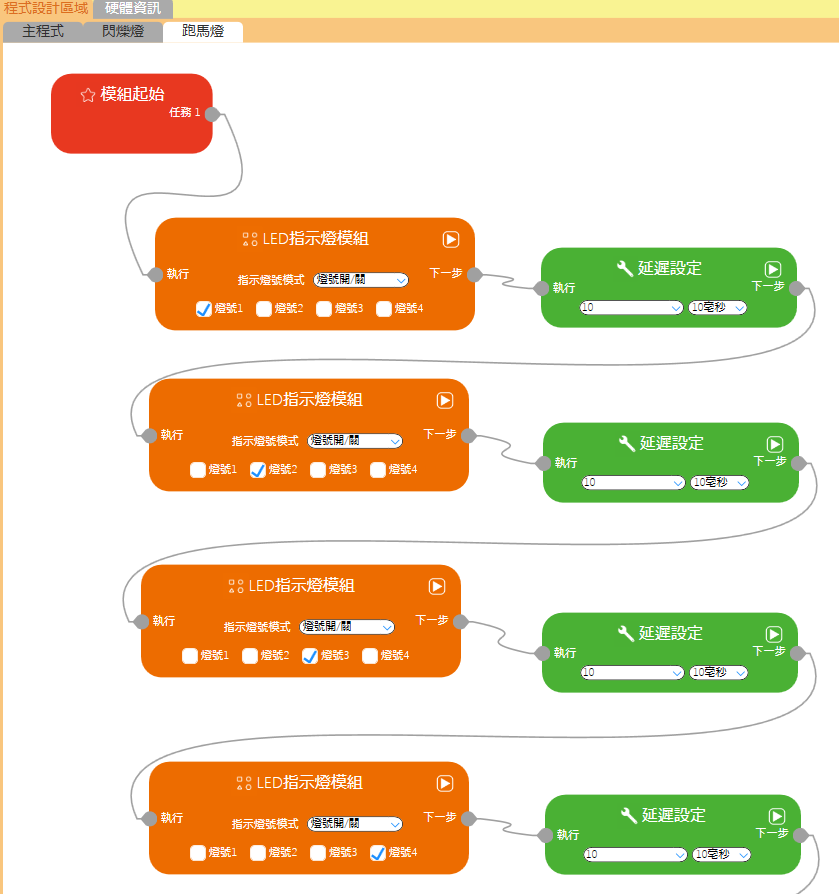 程式設計區域 硬體資訊
主程式 閃爍燈 跑馬燈
模組起始
任務 1
LED指示燈模組
執行 下一步
指示燈號模式 燈號開/關
燈號1 燈號2 燈號3 燈號4
延遲設定
執行 下一步
10 10毫秒
LED指示燈模組
執行 下一步
指示燈號模式 燈號開/關
燈號1 燈號2 燈號3 燈號4
延遲設定
執行 下一步
10 10毫秒
LED指示燈模組
執行 下一步
指示燈號模式 燈號開/關
燈號1 燈號2 燈號3 燈號4
延遲設定
執行 下一步
10 10毫秒
LED指示燈模組
執行 下一步
指示燈號模式 燈號開/關
燈號1 燈號2 燈號3 燈號4
延遲設定
執行 下一步
10 10毫秒